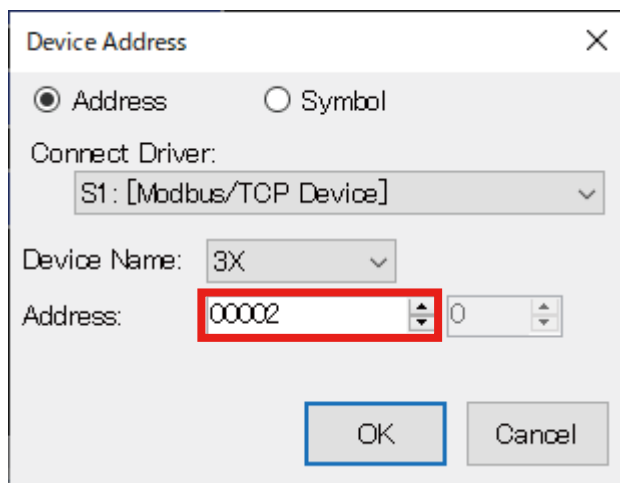 Device Address
Address Symbol
Connect Driver:
S1: [Modbus/TCP Device]
Device Name: 3X
Address: 00002 0
OK Cancel